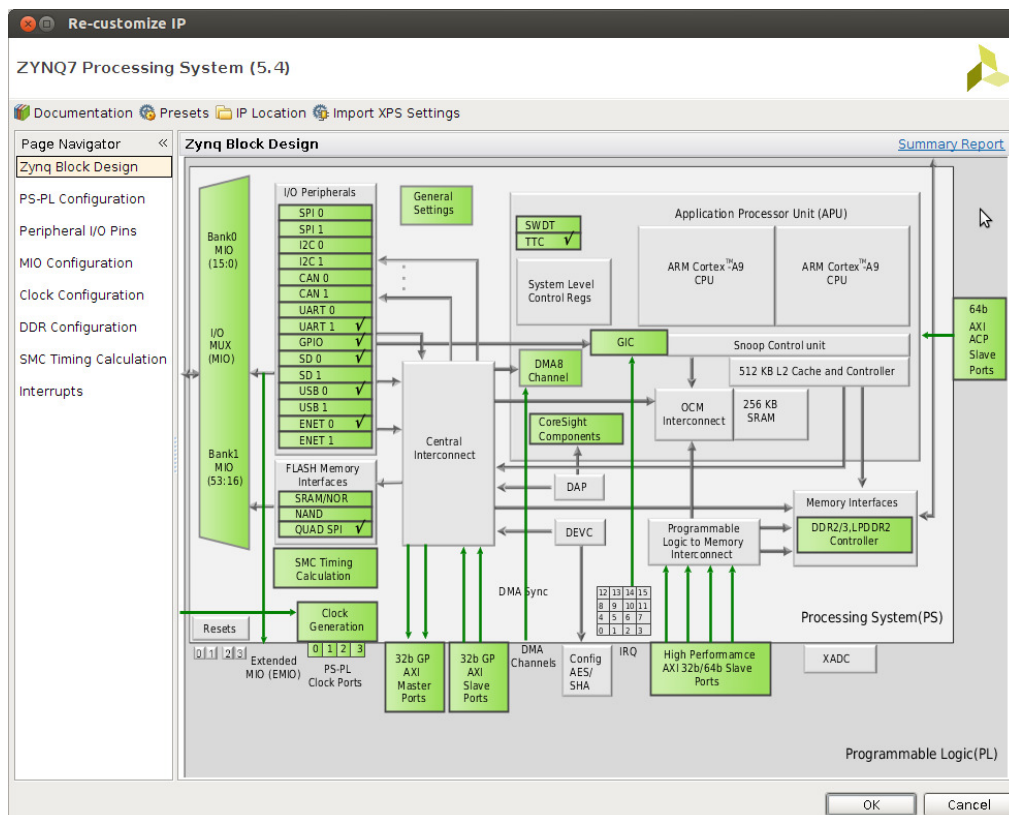 Re-customize IP
ZYNQ7 Processing System (5.4)
Documentation Presets IP Location Import XPS Settings
Page Navigator «
Zynq Block Design
PS-PL Configuration
Peripheral I/O Pins
MIO Configuration
Clock Configuration
DDR Configuration
SMC Timing Calculation
Interrupts
Zynq Block Design
Summary Report
Bank0
MIO
(15:0)
I/O
MUX
(MIO)
Bank1
MIO
(53:16)
I/O Peripherals
SPI 0
SPI 1
I2C 0
I2C 1
CAN 0
CAN 1
UART 0
UART 1 √
GPIO √
SD 0 √
SD 1
USB 0 √
USB 1
ENET 0 √
ENET 1
FLASH Memory
Interfaces
SRAM/NOR
NAND
QUAD SPI √
SMC Timing
Calculation
General
Settings
Application Processor Unit (APU)
SWDT
TTC √
System Level
Control Regs
ARM Cortex™-A9
CPU
ARM Cortex™-A9
CPU
GIC
Snoop Control unit
DMA8
Channel
512 KB L2 Cache and Controller
OCM
Interconnect
256 KB
SRAM
CoreSight
Components
Central
Interconnect
DAP
DEVC
Programmable
Logic to Memory
Interconnect
Memory Interfaces
DDR2/3,LPDDR2
Controller
64b
AXI
ACP
Slave
Ports
DMA Sync
12 13 14 15
8 9 10 11
4 5 6 7
0 1 2 3
Processing System(PS)
Resets
0 1 2 3
Clock
Generation
0 1 2 3
Extended
MIO (EMIO)
PS-PL
Clock Ports
32b GP
AXI
Master
Ports
32b GP
AXI
Slave
Ports
DMA
Channels
Config
AES/
SHA
IRQ
High Performamce
AXI 32b/64b Slave
Ports
XADC
Programmable Logic(PL)
OK
Cancel